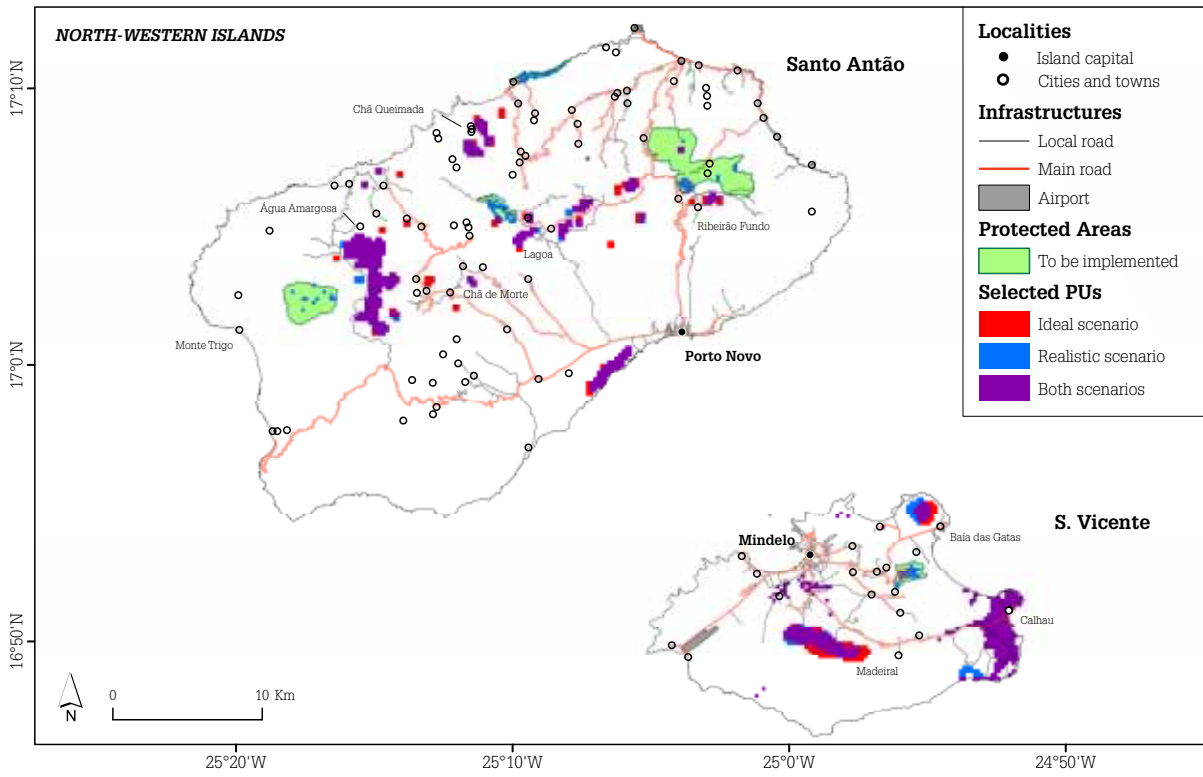 NORTH-WESTERN ISLANDS
Santo Antão
Chã Queimada
Água Amargosa
Lagoa
Ribeirão Fundo
Chã de Morte
Monte Trigo
Porto Novo
S. Vicente
Mindelo
Baía das Gatas
Calhau
Madeiral
Localities
Island capital
Cities and towns
Infrastructures
Local road
Main road
Airport
Protected Areas
To be implemented
Selected PUs
Ideal scenario
Realistic scenario
Both scenarios
17°10'N
17°0'N
16°50'N
N
0 10 Km
25°20'W 25°10'W 25°0'W 24°50'W